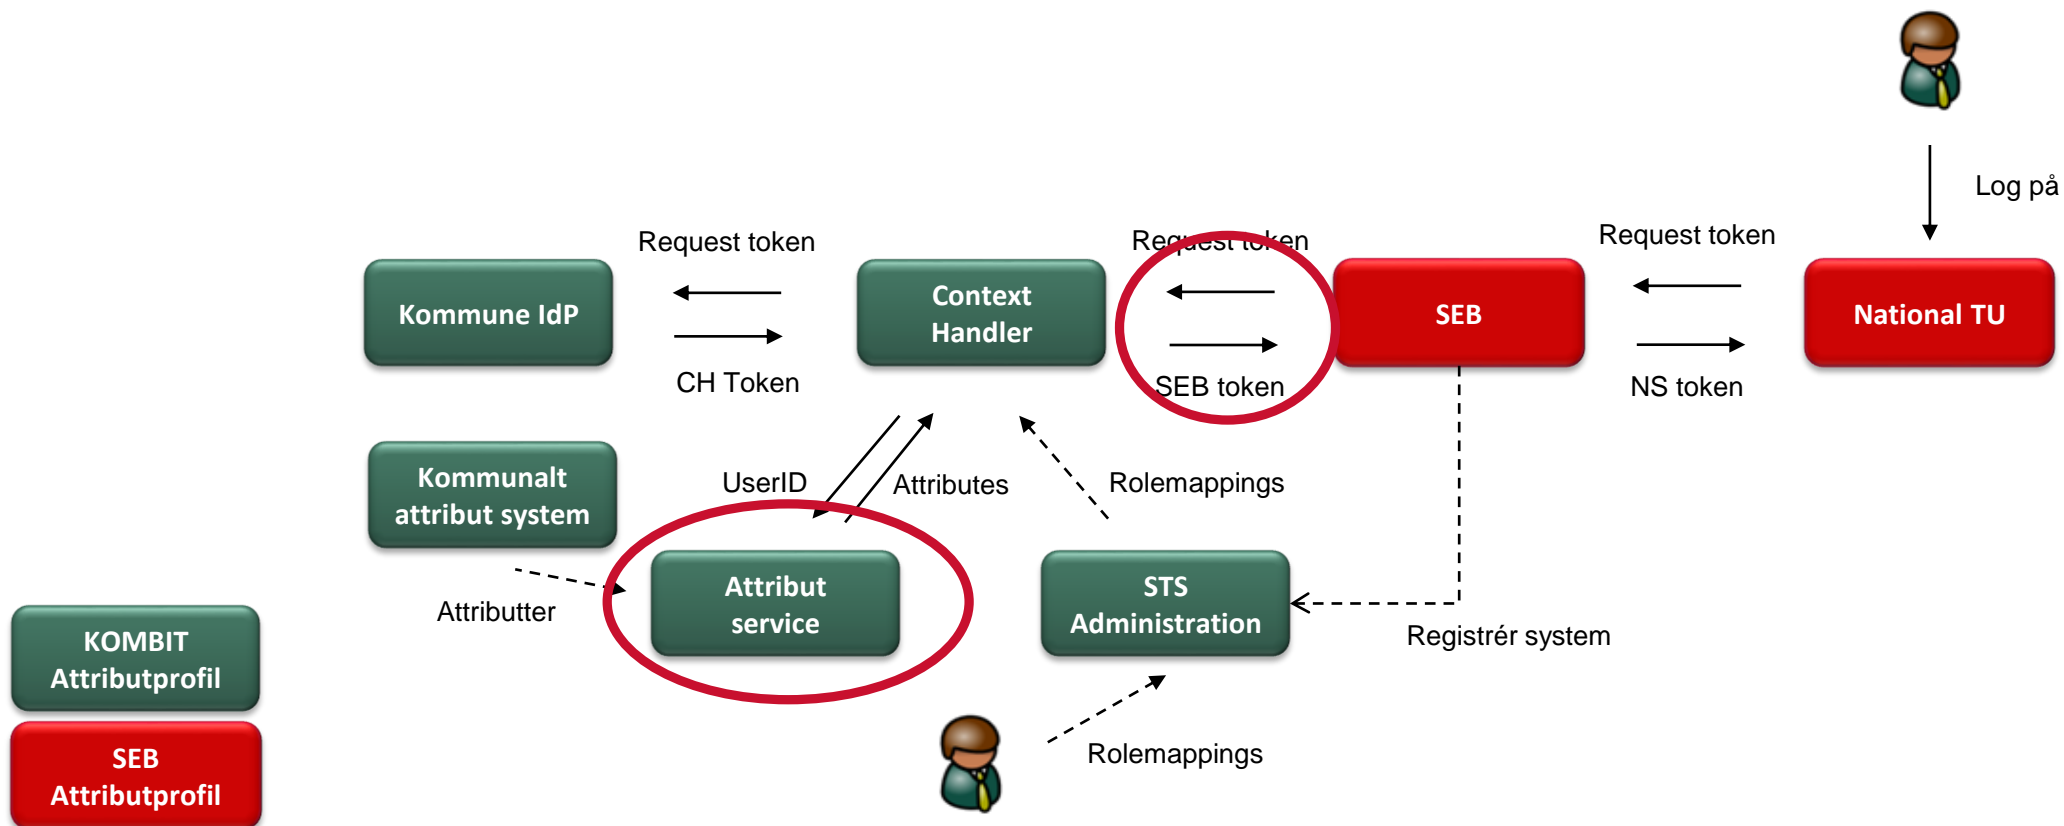 Log på
Request token
Request token
Request token
Kommune IdP
Context
Handler
SEB
National TU
CH Token
SEB token
NS token
Kommunalt
attribut system
UserID
Attributes
Rolemappings
Attributter
Attribut
service
STS
Administration
Registrér system
KOMBIT
Attributprofil
SEB
Attributprofil
Rolemappings